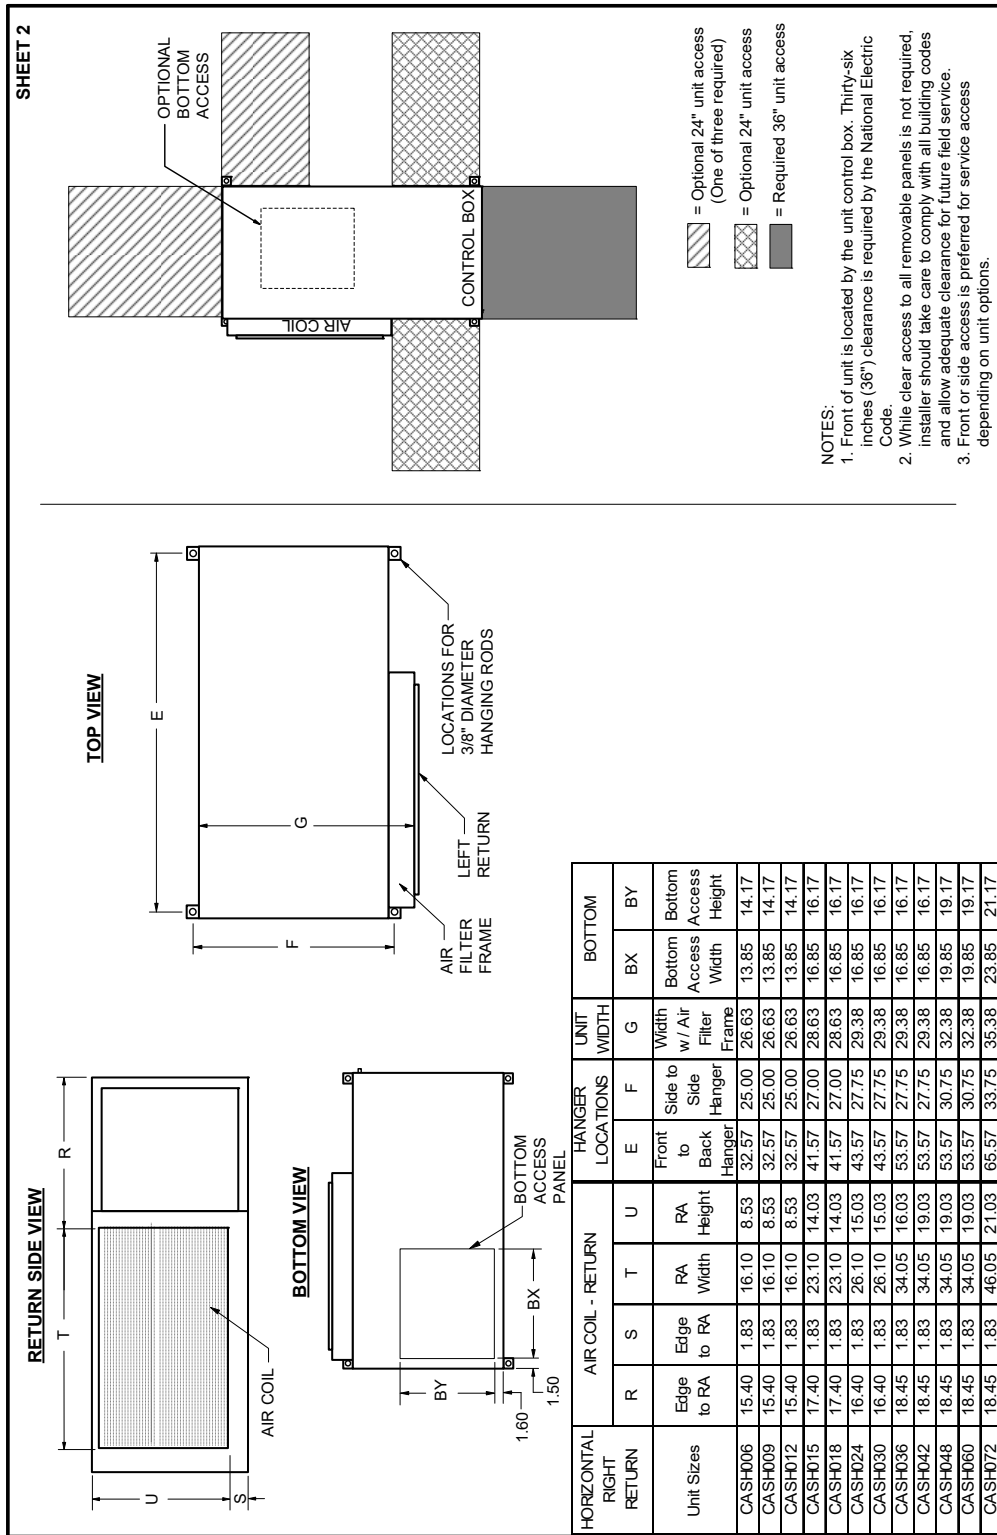 SHEET 2
RETURN SIDE VIEW
T
R
U
S
AIR COIL
BOTTOM VIEW
BY
BX
1.60
1.50
BOTTOM
ACCESS
PANEL
TOP VIEW
E
F
G
AIR
FILTER
FRAME
LEFT
RETURN
LOCATIONS FOR
3/8" DIAMETER
HANGING RODS
OPTIONAL
BOTTOM
ACCESS
AIR COIL
CONTROL BOX
= Optional 24" unit access
(One of three required)
= Optional 24" unit access
= Required 36" unit access
NOTES:
1. Front of unit is located by the unit control box. Thirty-six
inches (36") clearance is required by the National Electric
Code.
2. While clear access to all removable panels is not required,
installer should take care to comply with all building codes
and allow adequate clearance for future field service.
3. Front or side access is preferred for service access
depending on unit options.
HORIZONTAL RIGHT RETURN AIR COIL - RETURN HANGER LOCATIONS UNIT WIDTH BOTTOM
R S T U E F G BX BY
Unit Sizes Edge to RA Edge to RA RA Width RA Height Front to Back Hanger Side to Side Hanger Width w/ Air Filter Frame Bottom Access Width Bottom Access Height
CASH006 15.40 1.83 16.10 8.53 32.57 25.00 26.63 13.85 14.17
CASH009 15.40 1.83 16.10 8.53 32.57 25.00 26.63 13.85 14.17
CASH012 15.40 1.83 16.10 8.53 32.57 25.00 26.63 13.85 14.17
CASH015 17.40 1.83 23.10 14.03 41.57 27.00 28.63 16.85 16.17
CASH018 17.40 1.83 23.10 14.03 41.57 27.00 28.63 16.85 16.17
CASH024 16.40 1.83 26.10 15.03 43.57 27.75 29.38 16.85 16.17
CASH030 16.40 1.83 26.10 15.03 43.57 27.75 29.38 16.85 16.17
CASH036 18.45 1.83 34.05 16.03 53.57 27.75 29.38 16.85 16.17
CASH042 18.45 1.83 34.05 19.03 53.57 27.75 29.38 16.85 16.17
CASH048 18.45 1.83 34.05 19.03 53.57 30.75 32.38 19.85 19.17
CASH060 18.45 1.83 34.05 19.03 53.57 30.75 32.38 19.85 19.17
CASH072 18.45 1.83 46.05 21.03 65.57 33.75 35.38 23.85 21.17